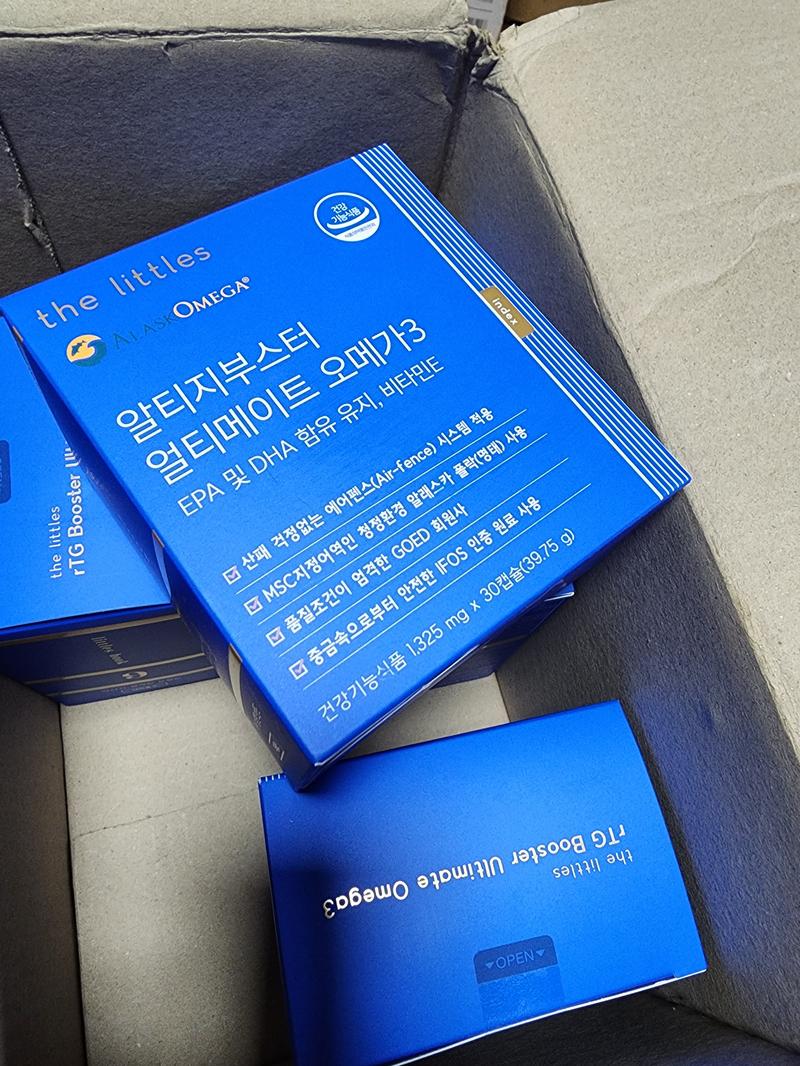 건강
기능식품
the littles
ALASKOMEGA®
index
알티지부스터
얼티메이트 오메가3
EPA 및 DHA 함유 유지, 비타민E
산패 걱정없는 에어펜스(Air-fence) 시스템 적용
MSC지정어역인 청정환경 알래스카 폴락(명태) 사용
품질조건이 엄격한 GOED 회원사
중금속으로부터 안전한 IFOS 인증 원료 사용
건강기능식품 1,325 mg x 30캡슐(39.75 g)
the littles
rTG Booster
the littles
rTG Booster Ultimate Omega3
OPEN